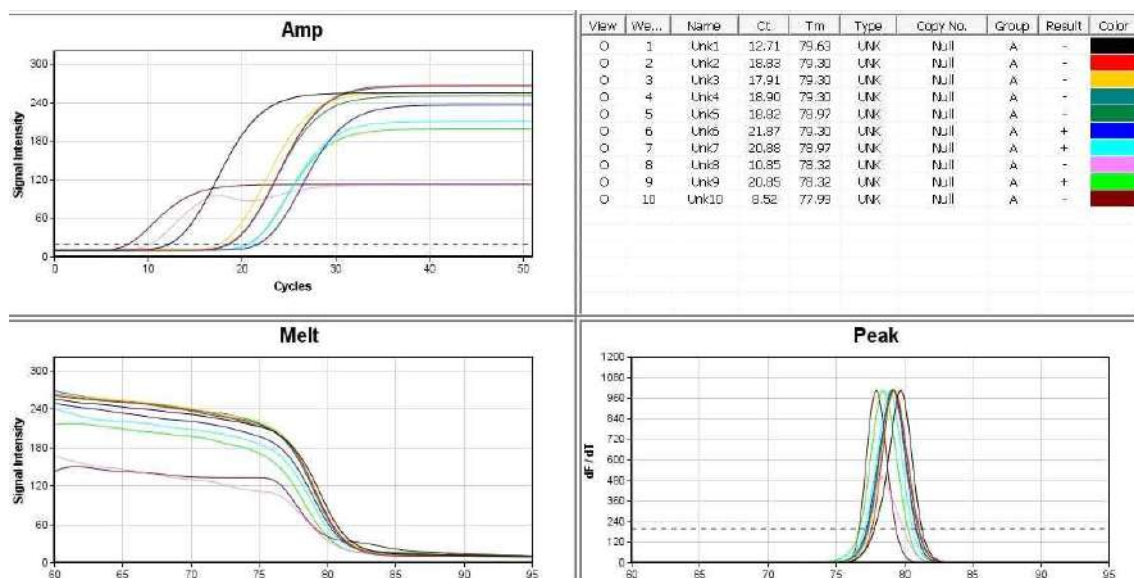 Amp
300
240
180
120
60
0
0 10 20 30 40 50
Signal Intensity
Cycles
View We... Name Ct Tm Type Copy No. Group Result Color
O 1 Unk1 12.71 79.63 UNK Null A -
O 2 Unk2 18.83 79.30 UNK Null A -
O 3 Unk3 17.91 79.30 UNK Null A -
O 4 Unk4 18.90 79.30 UNK Null A -
O 5 Unk5 18.82 78.97 UNK Null A -
O 6 Unk6 21.87 79.30 UNK Null A +
O 7 Unk7 20.88 78.97 UNK Null A +
O 8 Unk8 10.85 78.32 UNK Null A -
O 9 Unk9 20.85 78.32 UNK Null A +
O 10 Unk10 8.52 77.99 UNK Null A -
Melt
300
240
180
120
60
0
60 65 70 75 80 85 90 95
Signal Intensity
Peak
1200
1080
960
840
720
600
480
360
240
120
0
60 65 70 75 80 85 90 95
dF / dT